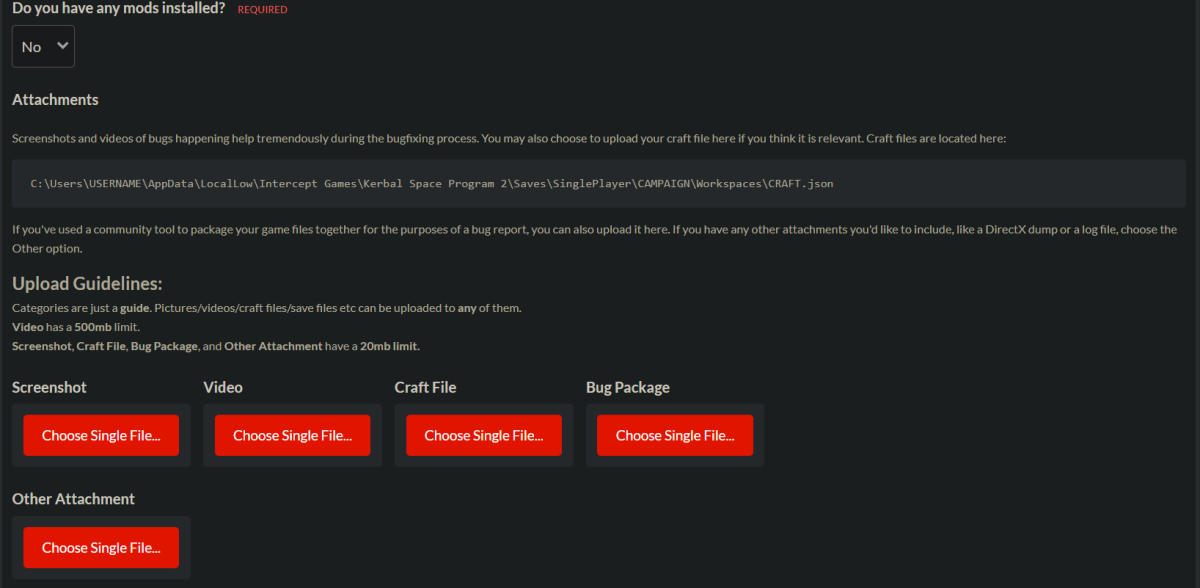 Do you have any mods installed? REQUIRED
No
Attachments
Screenshots and videos of bugs happening help tremendously during the bugfixing process. You may also choose to upload your craft file here if you think it is relevant. Craft files are located here:
C:\Users\USERNAME\AppData\LocalLow\Intercept Games\Kerbal Space Program 2\Saves\SinglePlayer\CAMPAIGN\Workspaces\CRAFT.json
If you've used a community tool to package your game files together for the purposes of a bug report, you can also upload it here. If you have any other attachments you'd like to include, like a DirectX dump or a log file, choose the
Other option.
Upload Guidelines:
Categories are just a guide. Pictures/videos/craft files/save files etc can be uploaded to any of them.
Video has a 500mb limit.
Screenshot, Craft File, Bug Package, and Other Attachment have a 20mb limit.
Screenshot Video Craft File Bug Package
Choose Single File... Choose Single File... Choose Single File... Choose Single File...
Other Attachment
Choose Single File...